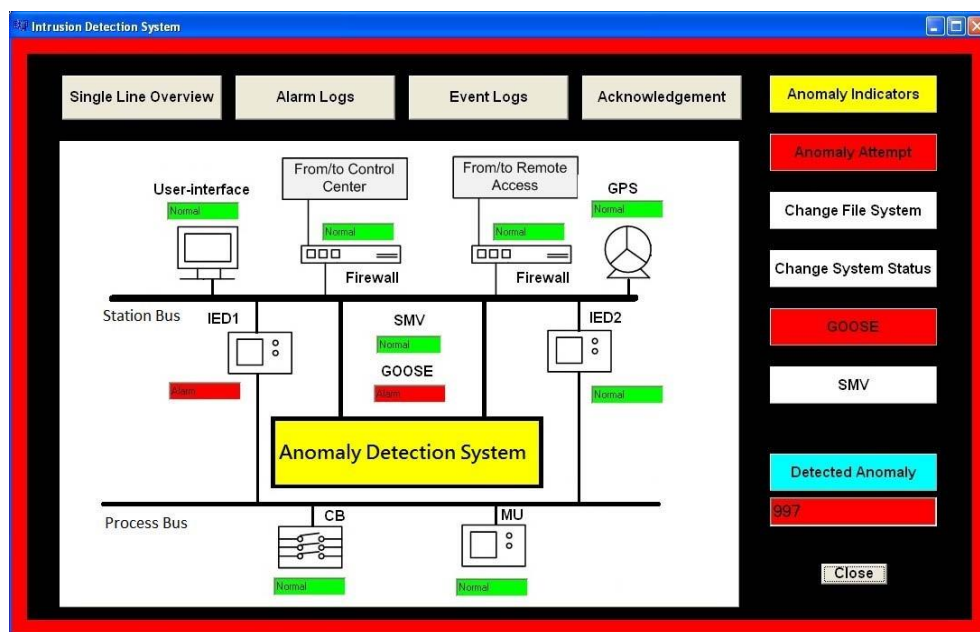 Intrusion Detection System
Single Line Overview
Alarm Logs
Event Logs
Acknowledgement
Anomaly Indicators
Anomaly Attempt
Change File System
Change System Status
GOOSE
SMV
Detected Anomaly
997
Close
From/to Control
Center
From/to Remote
Access
User-interface
Normal
Normal
Normal
GPS
Normal
Firewall
Firewall
Station Bus
IED1
SMV
Normal
IED2
GOOSE
Alarm
Alarm
Normal
Anomaly Detection System
Process Bus
CB
MU
Normal
Normal